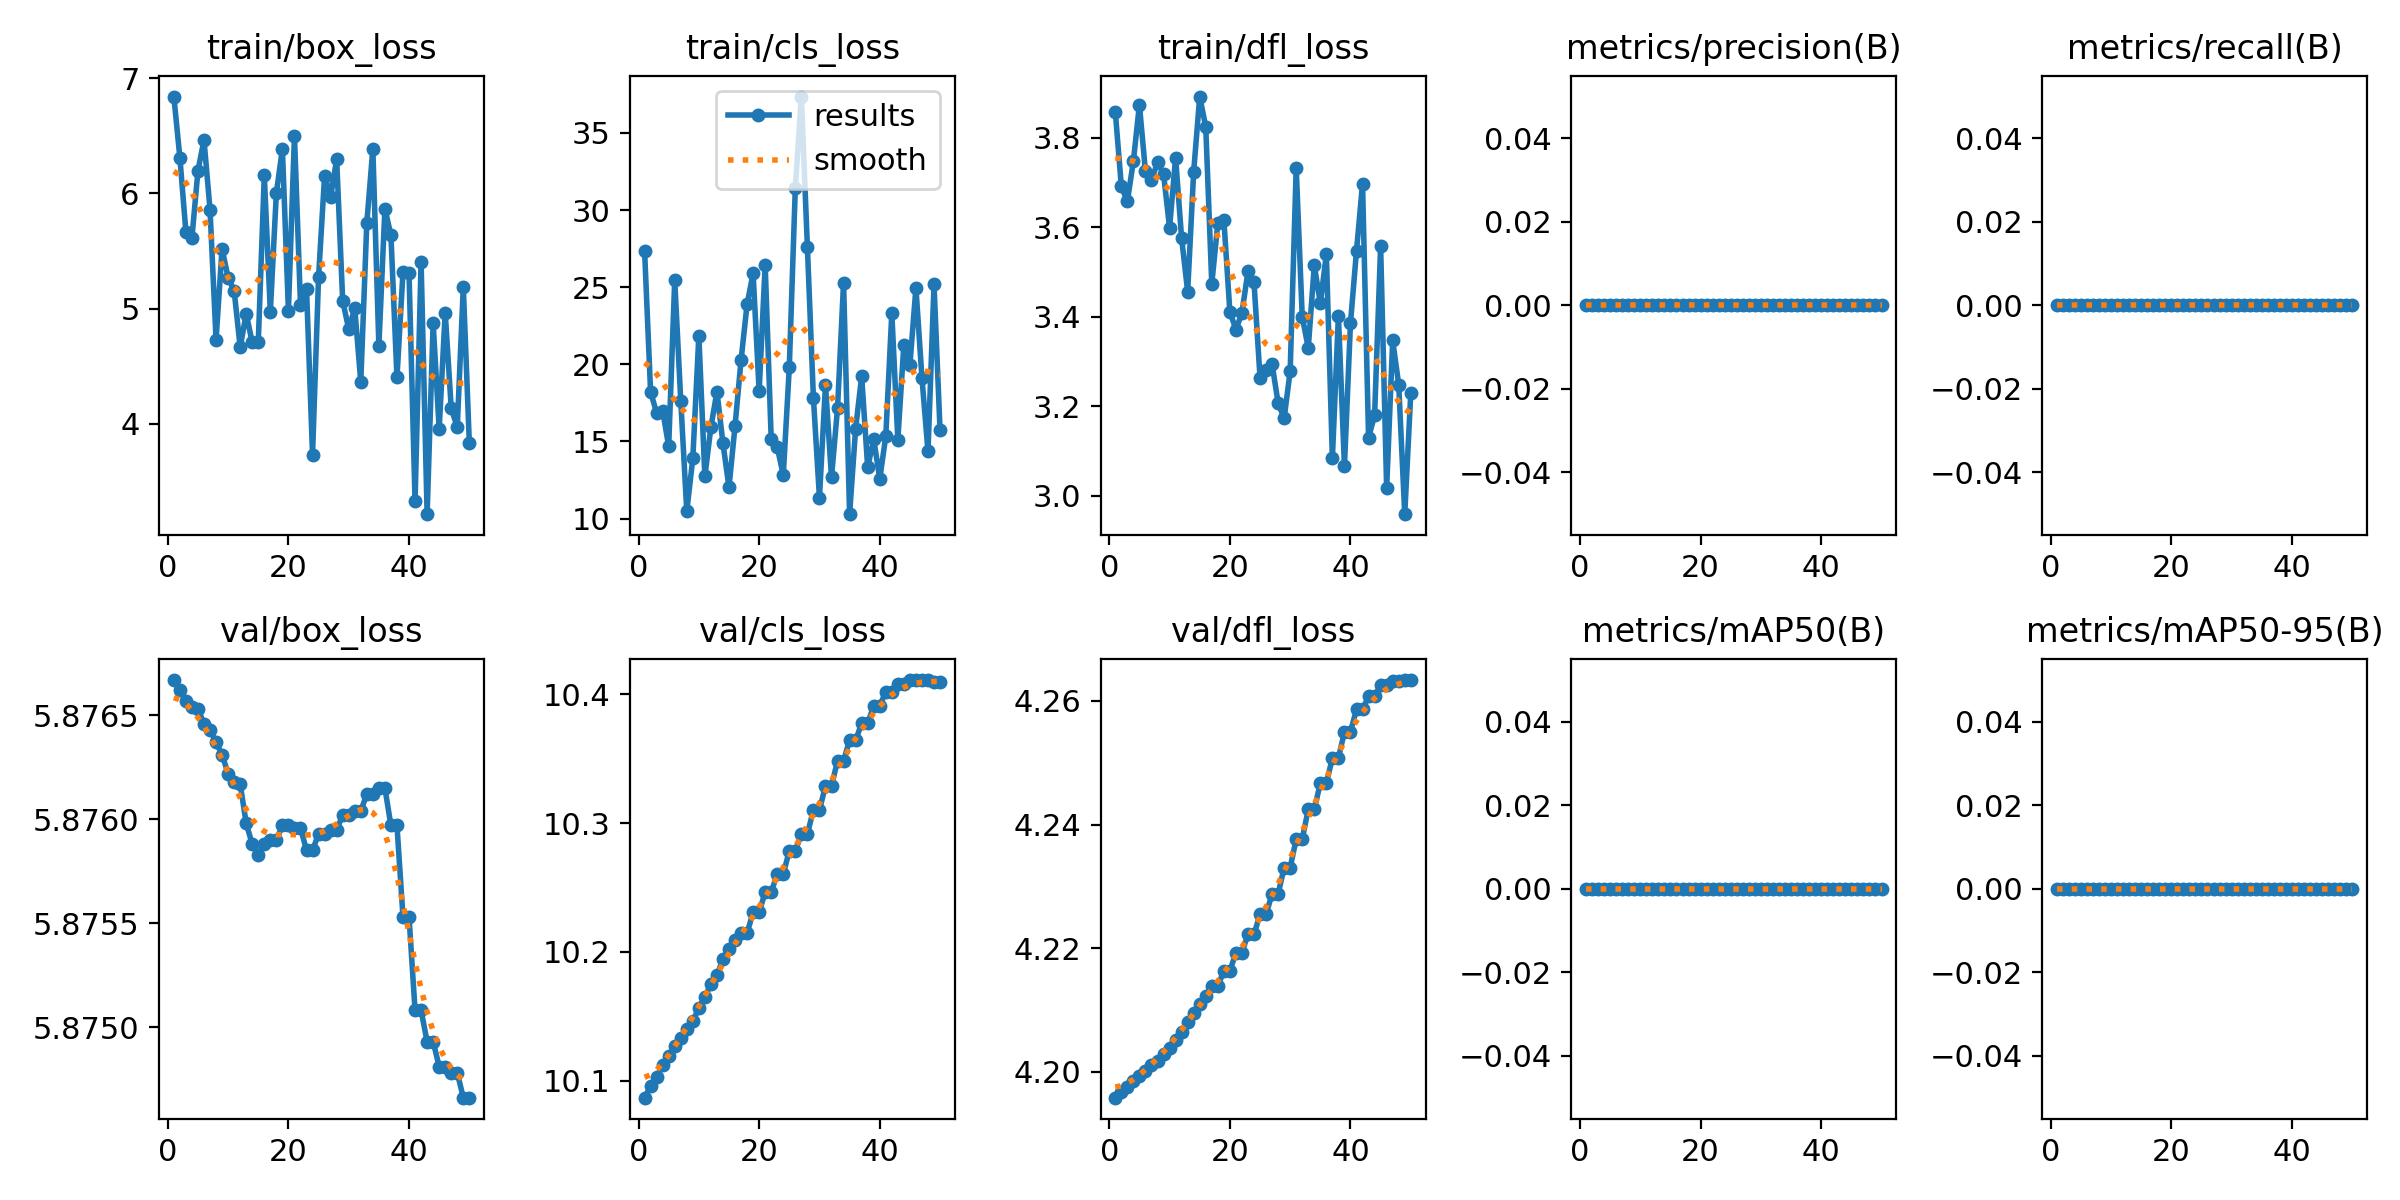 train/box_loss
7
6
5
4
0 20 40
train/cls_loss
results
smooth
35
30
25
20
15
10
0 20 40
train/dfl_loss
3.8
3.6
3.4
3.2
3.0
0 20 40
metrics/precision(B)
0.04
0.02
0.00
−0.02
−0.04
0 20 40
metrics/recall(B)
0.04
0.02
0.00
−0.02
−0.04
0 20 40
val/box_loss
5.8765
5.8760
5.8755
5.8750
0 20 40
val/cls_loss
10.4
10.3
10.2
10.1
0 20 40
val/dfl_loss
4.26
4.24
4.22
4.20
0 20 40
metrics/mAP50(B)
0.04
0.02
0.00
−0.02
−0.04
0 20 40
metrics/mAP50-95(B)
0.04
0.02
0.00
−0.02
−0.04
0 20 40